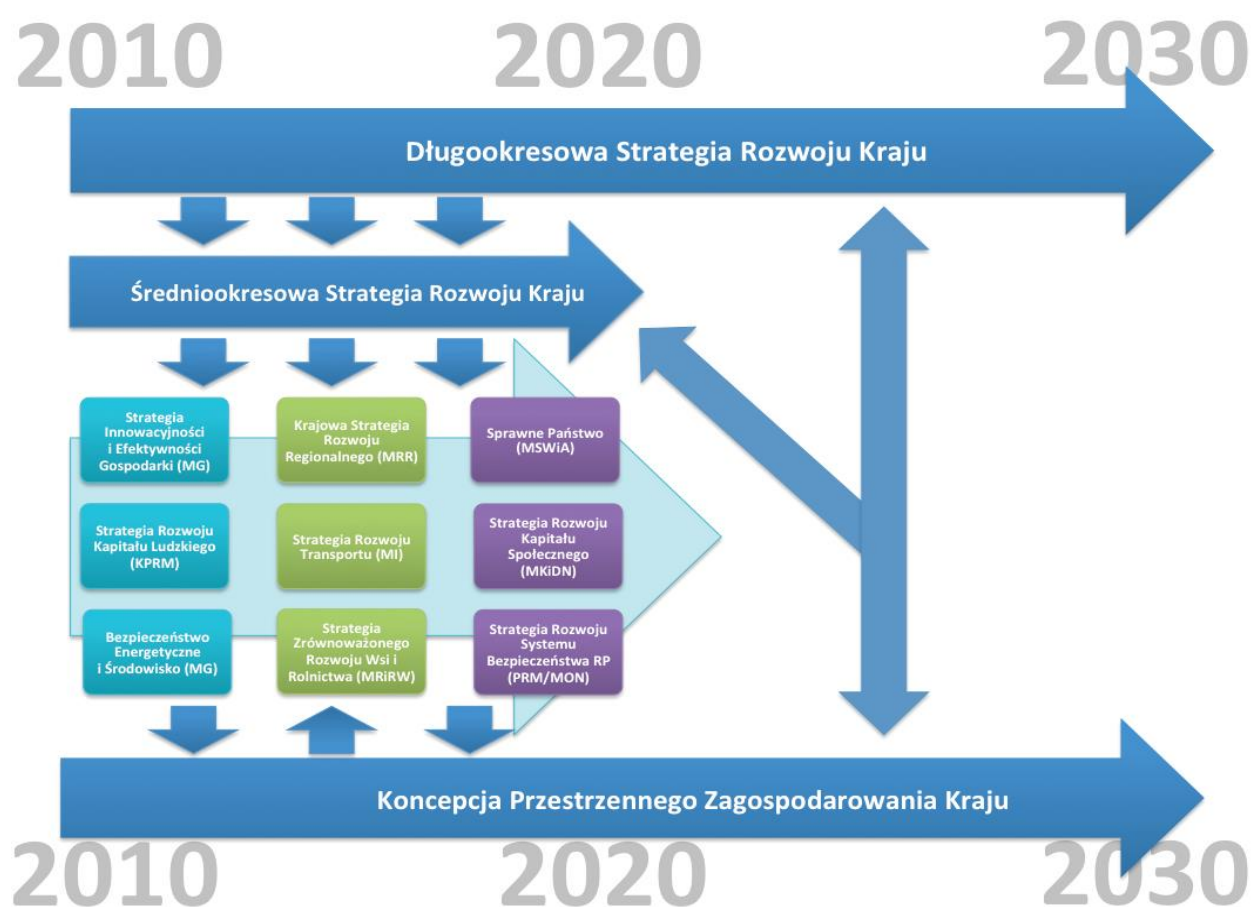 2010 2020 2030
Długookresowa Strategia Rozwoju Kraju
Średniookresowa Strategia Rozwoju Kraju
Strategia
Innowacyjności
i Efektywności
Gospodarki (MG)
Krajowa Strategia
Rozwoju
Regionalnego (MRR)
Sprawne Państwo
(MSWiA)
Strategia Rozwoju
Kapitału Ludzkiego
(KPRM)
Strategia Rozwoju
Transportu (MI)
Strategia Rozwoju
Kapitału
Społecznego
(MKiDN)
Bezpieczeństwo
Energetyczne
i Środowisko (MG)
Strategia
Zrównoważonego
Rozwoju Wsi i
Rolnictwa (MRiRW)
Strategia Rozwoju
Systemu
Bezpieczeństwa RP
(PRM/MON)
Koncepcja Przestrzennego Zagospodarowania Kraju
2010 2020 2030